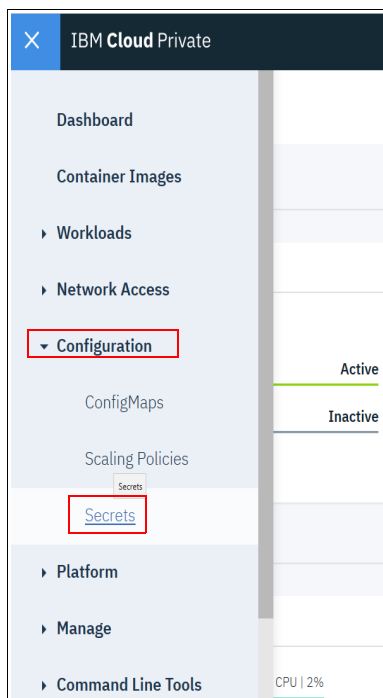 IBM Cloud Private
Dashboard
Container Images
Workloads
Network Access
Configuration
ConfigMaps
Scaling Policies
Secrets
Secrets
Platform
Manage
Command Line Tools
Active
Inactive
CPU | 2%